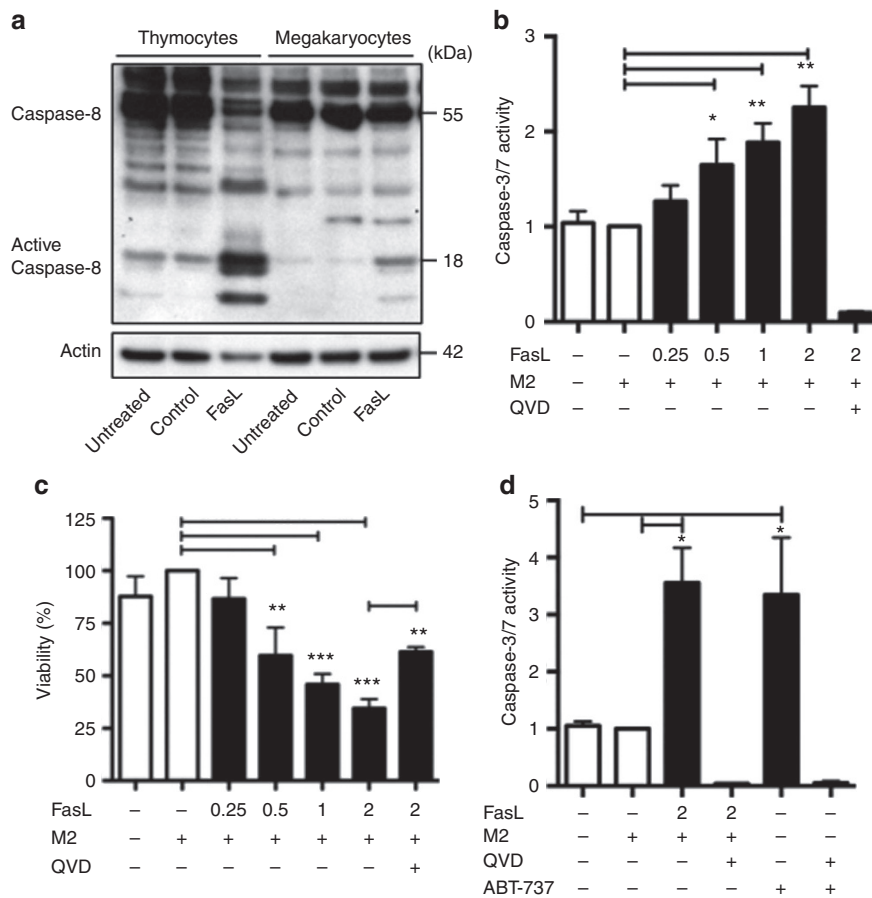 a
Thymocytes Megakaryocytes
(kDa)
Caspase-8
55
Active
Caspase-8
18
Actin
42
Untreated Control FasL Untreated Control FasL
b
Caspase-3/7 activity
3
2
1
0
* ** **
FasL – – 0.25 0.5 1 2 2
M2 – + + + + + +
QVD – – – – – – +
c
Viability (%)
125
100
75
50
25
0
** *** *** **
FasL – – 0.25 0.5 1 2 2
M2 – + + + + + +
QVD – – – – – – +
d
Caspase-3/7 activity
5
4
3
2
1
0
* *
FasL – – 2 2 – –
M2 – + + + – –
QVD – – – + – +
ABT-737 – – – – + +